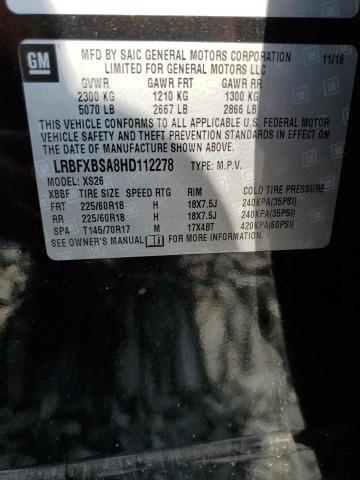 GM
MFD BY SAIC GENERAL MOTORS CORPORATION 11/16
LIMITED FOR GENERAL MOTORS LLC
GVWR GAWR FRT GAWR RR
2300 KG 1210 KG 1300 KG
5070 LB 2667 LB 2866 LB
THIS VEHICLE CONFORMS TO ALL APPLICABLE U.S. FEDERAL MOTOR
VEHICLE SAFETY, BUMPER, AND THEFT PREVENTION STANDARDS IN EFFECT ON
THE DATE OF MANUFACTURE SHOWN ABOVE.
LRBFXBSA8HD112278 TYPE: M.P.V.
MODEL: XS26
XBBF TIRE SIZE SPEED RTG RIM COLD TIRE PRESSURE
FRT 225/60R18 H 18X7.5J 240KPA(35PSI)
RR 225/60R18 H 18X7.5J 240KPA(35PSI)
SPA T145/70R17 M 17X4BT 420KPA(60PSI)
SEE OWNER'S MANUAL FOR MORE INFORMATION.